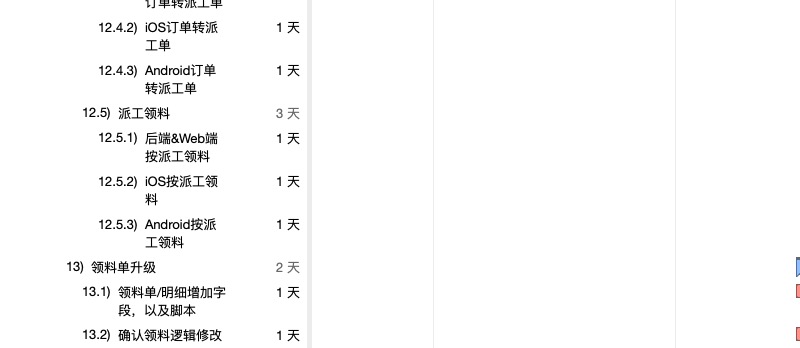 订单转派工单
12.4.2) iOS订单转派 1 天
工单
12.4.3) Android订单 1 天
转派工单
12.5) 派工领料 3 天
12.5.1) 后端&Web端 1 天
按派工领料
12.5.2) iOS按派工领 1 天
料
12.5.3) Android按派 1 天
工领料
13) 领料单升级 2 天
13.1) 领料单/明细增加字 1 天
段，以及脚本
13.2) 确认领料逻辑修改 1 天